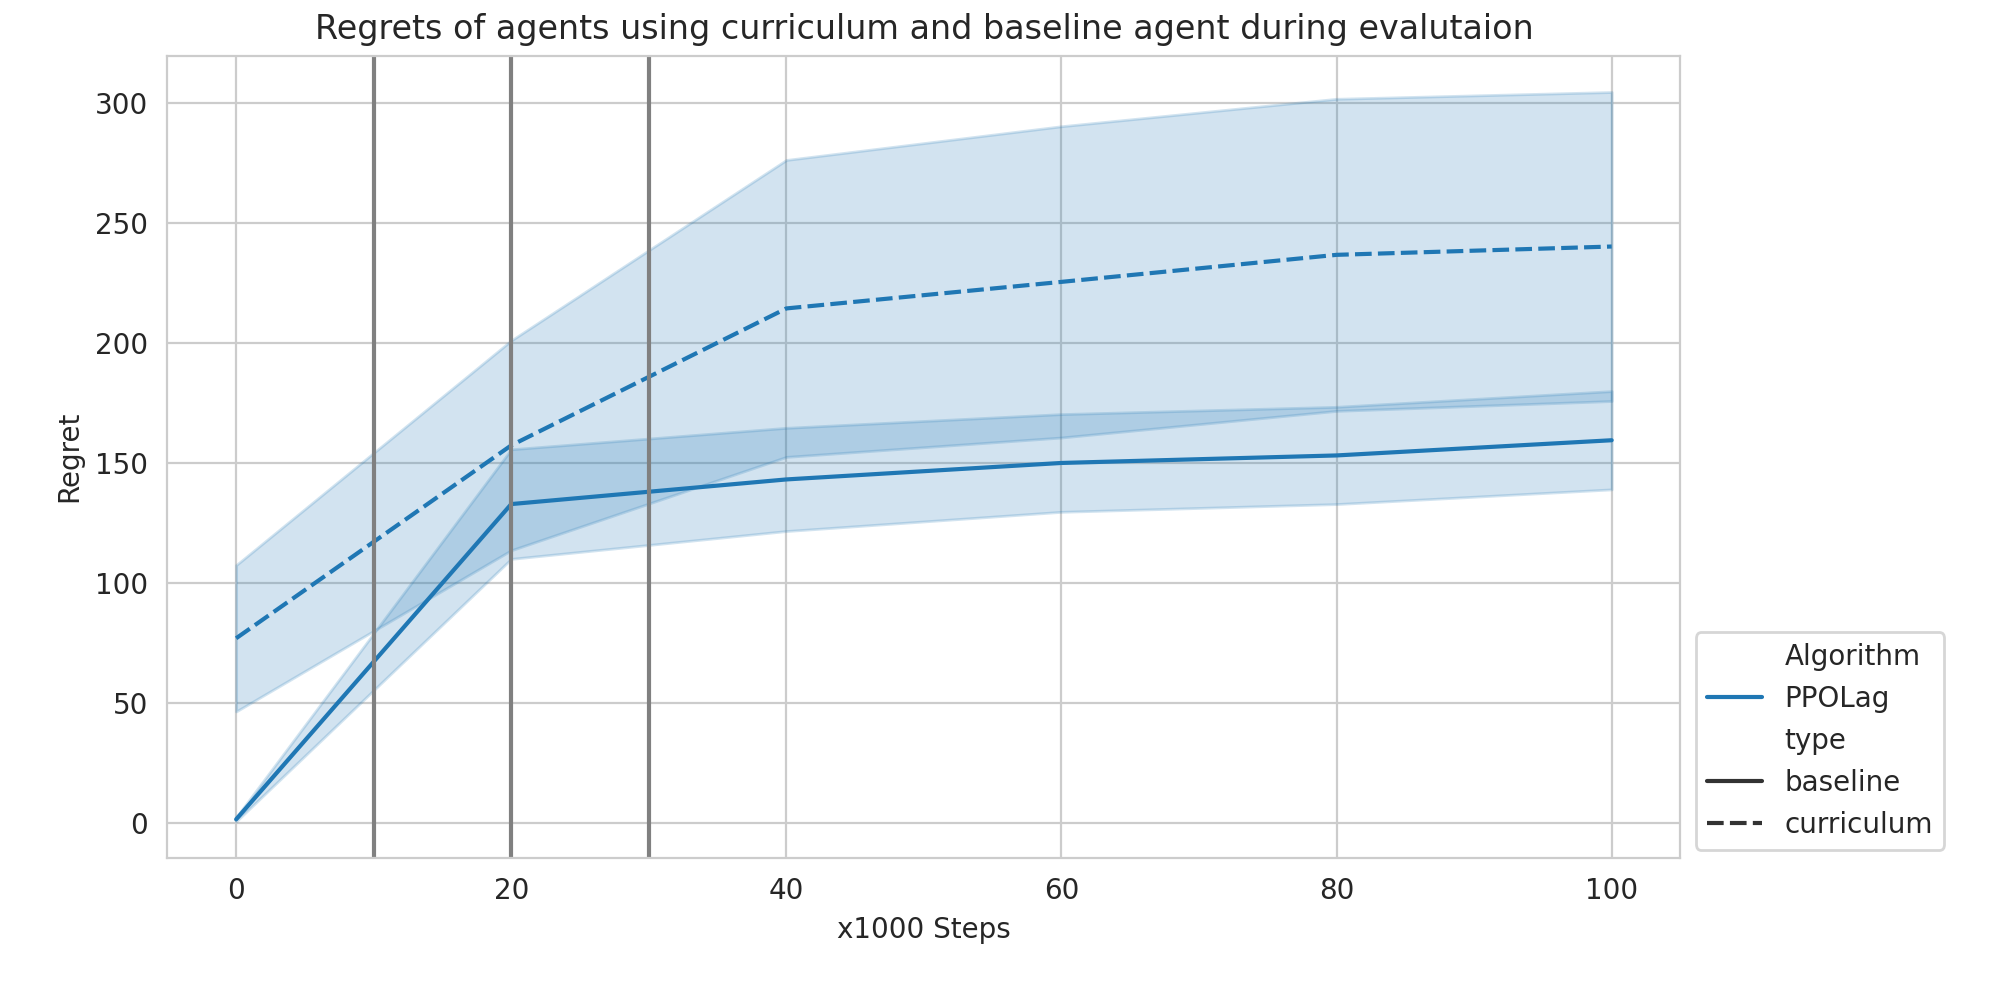 Regrets of agents using curriculum and baseline agent during evalutaion
300
250
200
150
100
50
0
Regret
0 20 40 60 80 100
x1000 Steps
Algorithm
PPOLag
type
baseline
curriculum